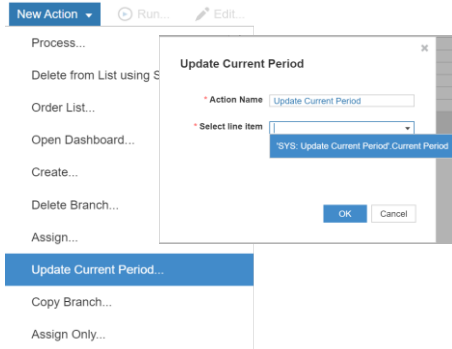 New Action
Run...
Edit...
Process...
Delete from List using S
Order List...
Open Dashboard...
Create...
Delete Branch...
Assign...
Update Current Period...
Copy Branch...
Assign Only...
Update Current Period
* Action Name Update Current Period
* Select line item
'SYS: Update Current Period'.Current Period
OK Cancel